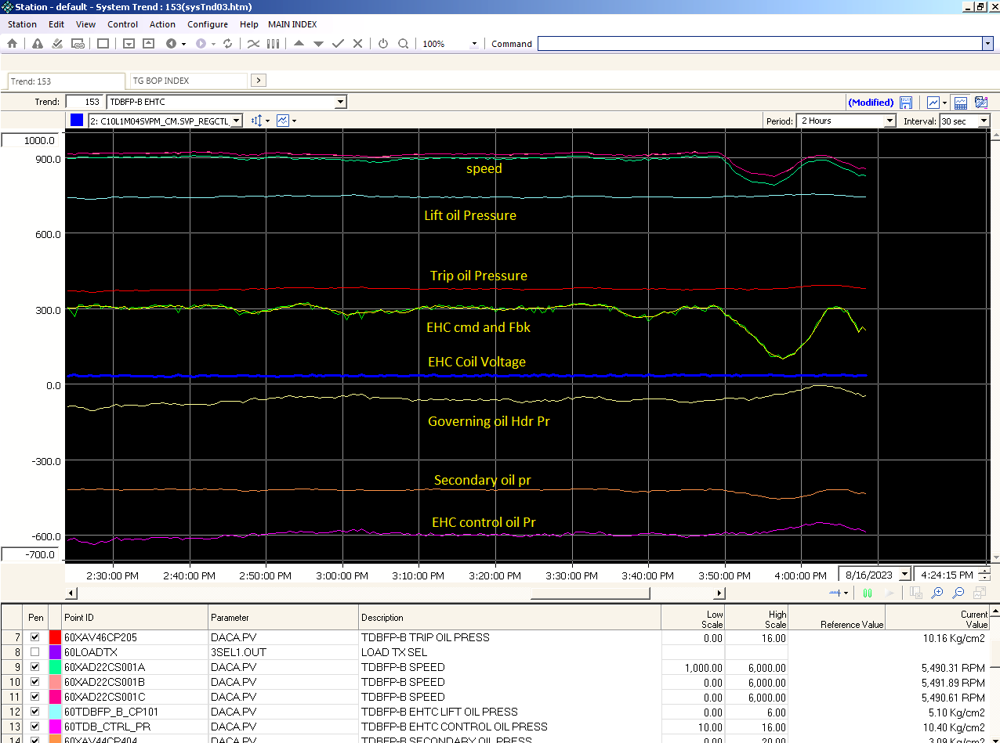 Station - default - System Trend : 153(sysTnd03.htm)
Station Edit View Control Action Configure Help MAIN INDEX
100% Command
Trend: 153 TG BOP INDEX >
Trend: 153 TDBFP-B EHTC (Modified)
2: C10L1M04SVPM_CM.SVP_REGCTL Period: 2 Hours Interval: 30 sec
1000.0
900.0
speed
Lift oil Pressure
600.0
Trip oil Pressure
300.0
EHC cmd and Fbk
EHC Coil Voltage
0.0
Governing oil Hdr Pr
-300.0
Secondary oil pr
EHC control oil Pr
-600.0
-700.0
2:30:00 PM 2:40:00 PM 2:50:00 PM 3:00:00 PM 3:10:00 PM 3:20:00 PM 3:30:00 PM 3:40:00 PM 3:50:00 PM 4:00:00 PM 8/16/2023 4:24:15 PM
Pen Point ID Parameter Description Low Scale High Scale Reference Value Current Value
7 60XAV46CP205 DACA.PV TDBFP-B TRIP OIL PRESS 0.00 16.00 10.16 Kg/cm2
8 60LOADTX 3SEL1.OUT LOAD TX SEL
9 60XAD22CS001A DACA.PV TDBFP-B SPEED 1,000.00 6,000.00 5,490.31 RPM
10 60XAD22CS001B DACA.PV TDBFP-B SPEED 0.00 6,000.00 5,491.89 RPM
11 60XAD22CS001C DACA.PV TDBFP-B SPEED 0.00 6,000.00 5,490.61 RPM
12 60TDBFP_B_CP101 DACA.PV TDBFP-B EHTC LIFT OIL PRESS 0.00 6.00 5.10 Kg/cm2
13 60TDB_CTRL_PR DACA.PV TDBFP-B EHTC CONTROL OIL PRESS 10.00 16.00 10.40 Kg/cm2
14 60XAV44CP404 DACA.PV TDBFP-B SECONDARY OIL PRESS 0.00 20.00 3.09 Kg/cm2